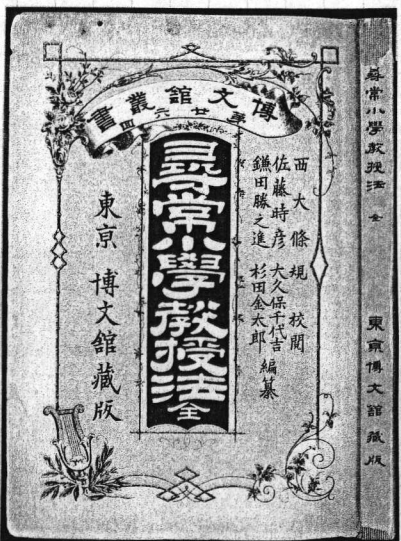 博文館叢書
第廿六
西大條規 校閲
佐藤時彦 大久保千代吉
鎌田勝之進 杉田金太郎
編纂
尋常小學教授法 全
東京 博文館藏版
尋常小學教授法 全 東京博文館藏版